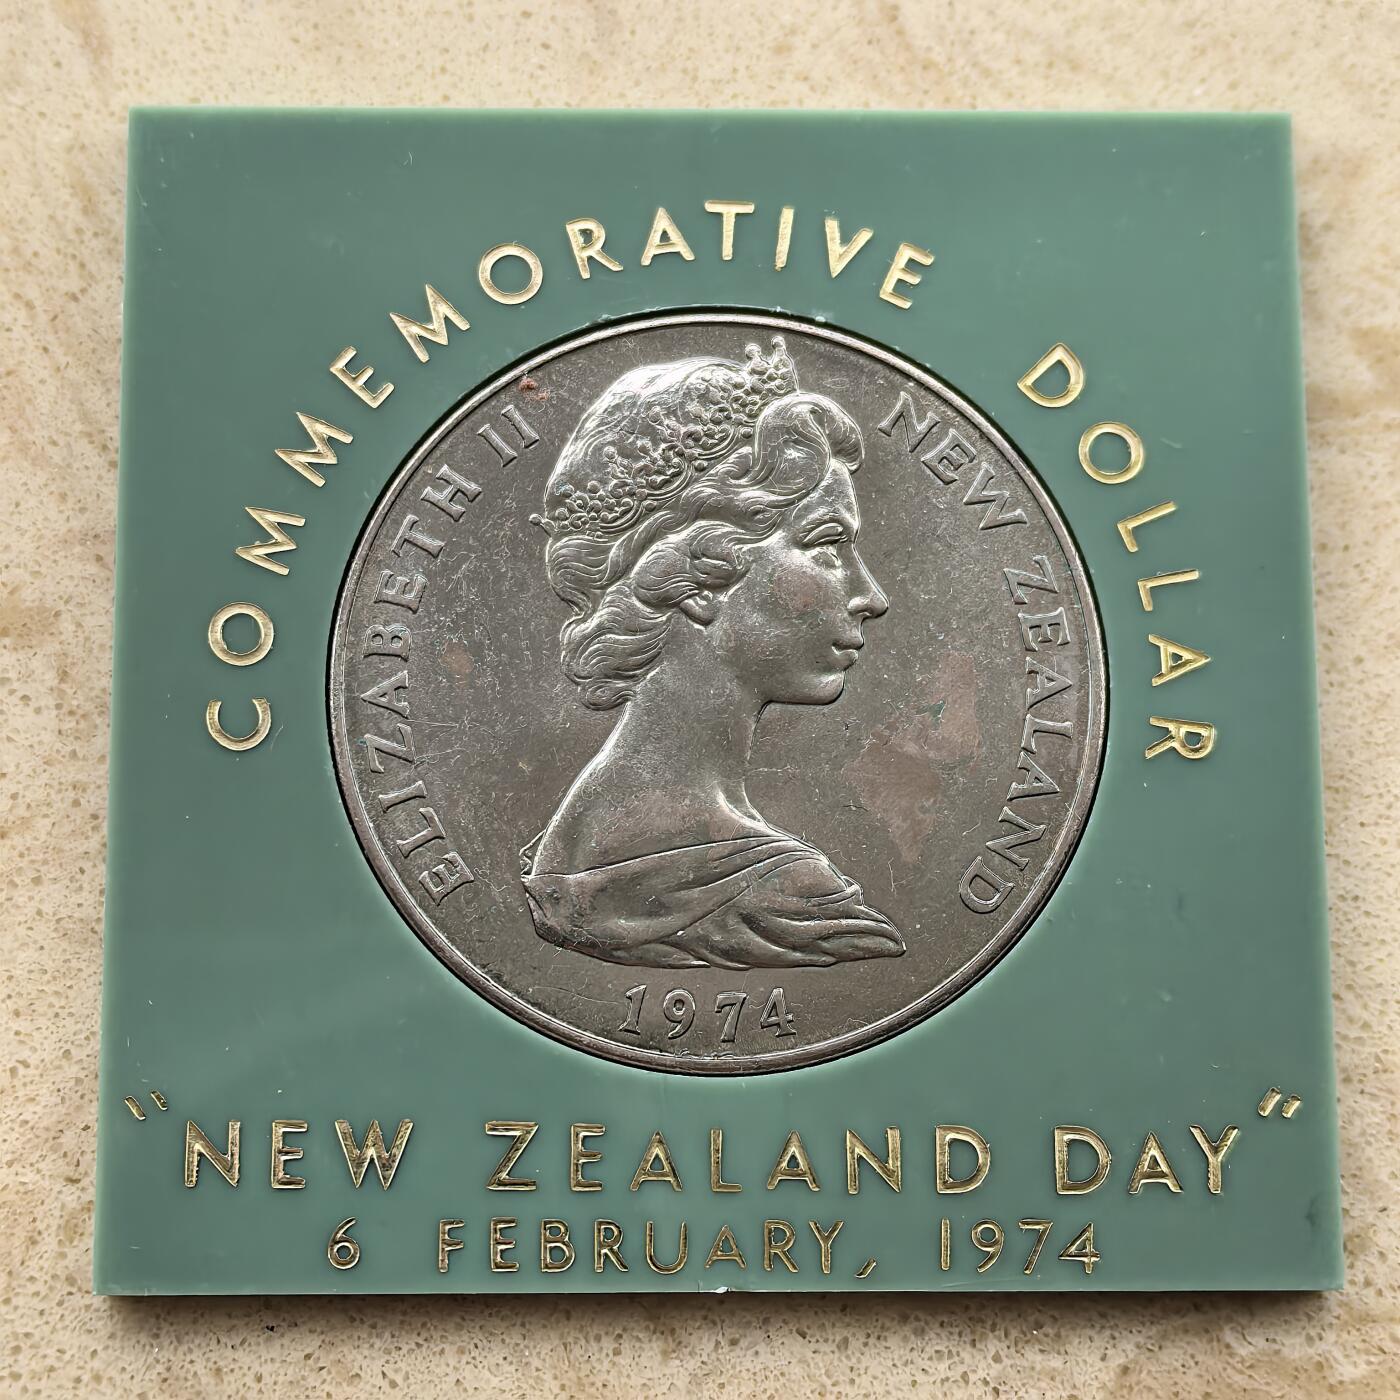 COMMEMORATIVE DOLLAR
ELIZABETH II NEW ZEALAND
1974
"NEW ZEALAND DAY"
6 FEBRUARY, 1974